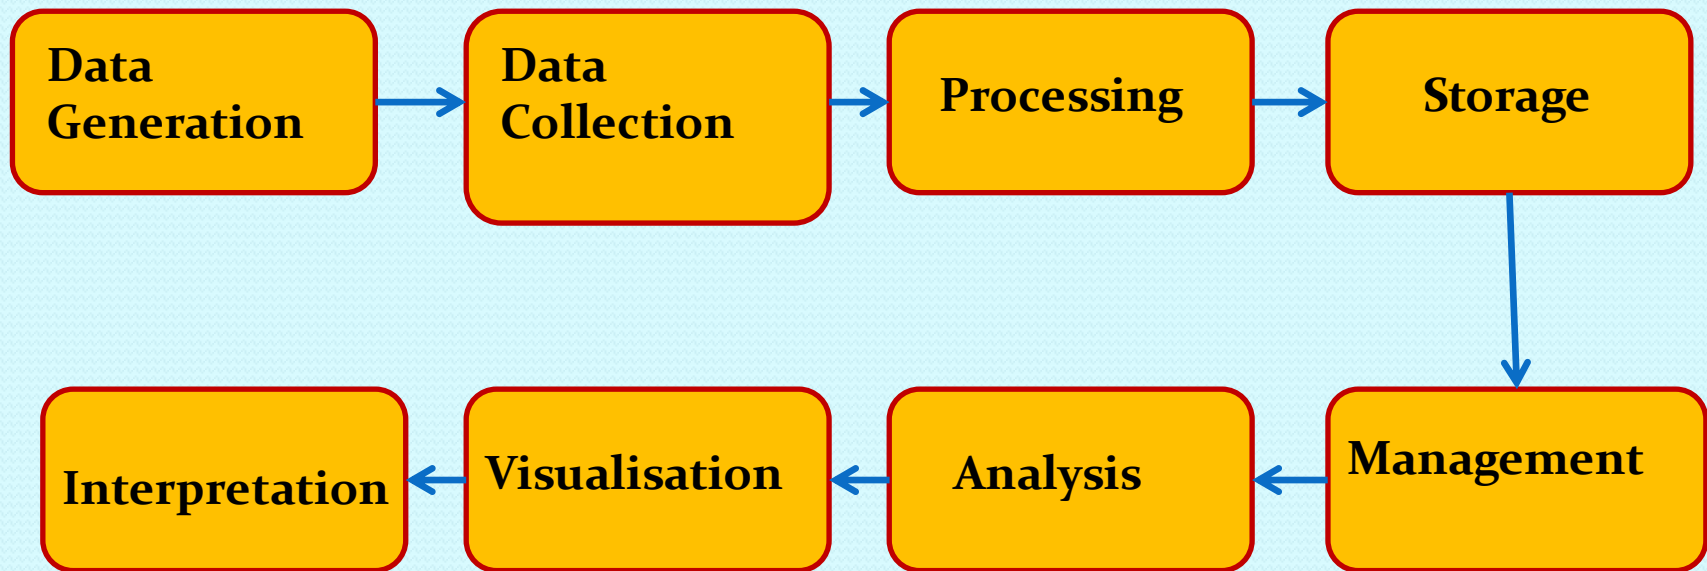 Data
Generation
Data
Collection
Processing
Storage
Management
Analysis
Visualisation
Interpretation